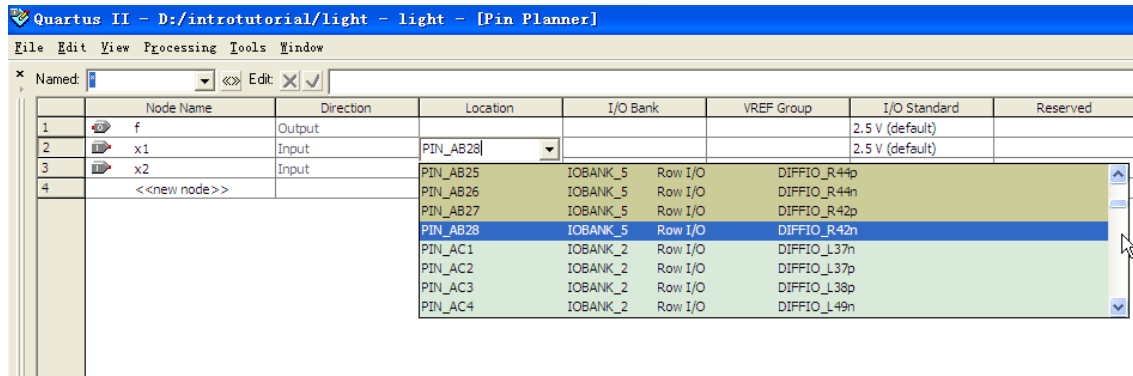 Quartus II - D:/introtutorial/light - light - [Pin Planner]
File Edit View Processing Tools Window
Named: * Edit:
Node Name Direction Location I/O Bank VREF Group I/O Standard Reserved
1 f Output 2.5 V (default)
2 x1 Input PIN_AB28 2.5 V (default)
3 x2 Input PIN_AB25 IOBANK_5 Row I/O DIFFIO_R44p
4 <<new node>> PIN_AB26 IOBANK_5 Row I/O DIFFIO_R44n
PIN_AB27 IOBANK_5 Row I/O DIFFIO_R42p
PIN_AB28 IOBANK_5 Row I/O DIFFIO_R42n
PIN_AC1 IOBANK_2 Row I/O DIFFIO_L37n
PIN_AC2 IOBANK_2 Row I/O DIFFIO_L37p
PIN_AC3 IOBANK_2 Row I/O DIFFIO_L38p
PIN_AC4 IOBANK_2 Row I/O DIFFIO_L49n